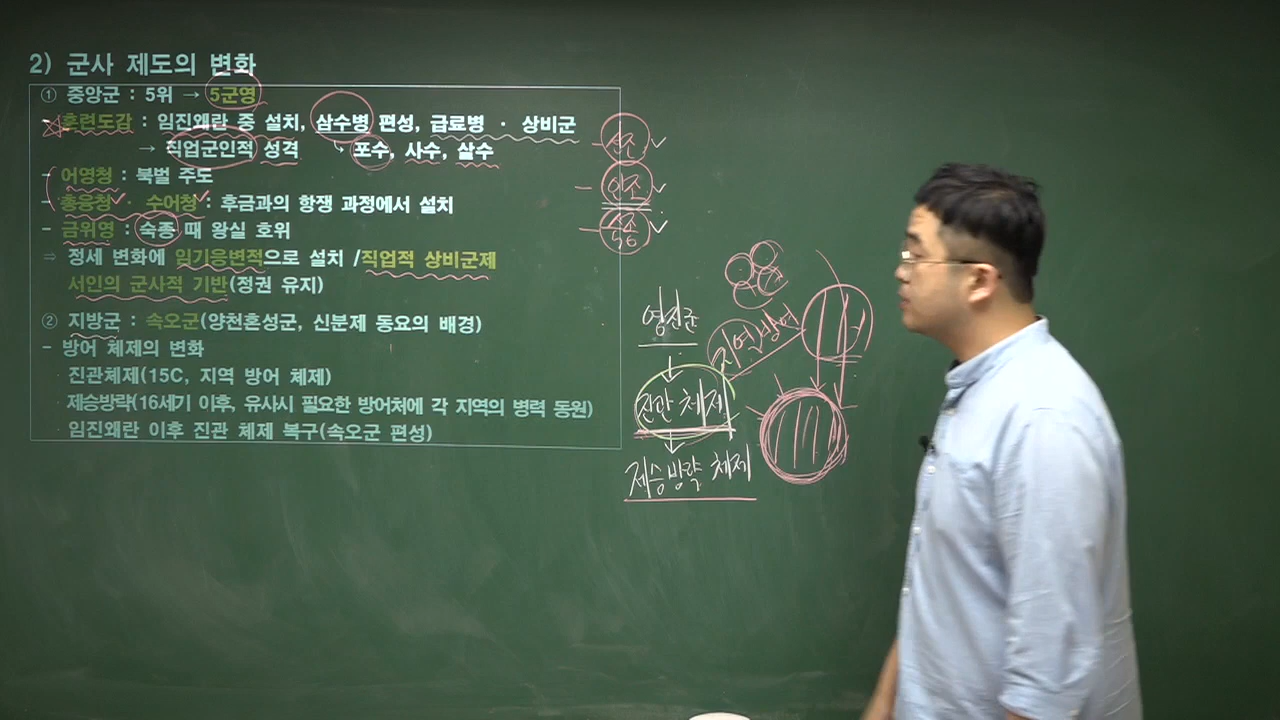 2) 군사 제도의 변화
① 중앙군 : 5위 → 5군영
- 훈련도감 : 임진왜란 중 설치, 삼수병 편성, 급료병 · 상비군
→ 직업군인적 성격 ↳ 포수, 사수, 살수
- 어영청 : 북벌 주도
- 총융청 · 수어청 : 후금과의 항쟁 과정에서 설치
- 금위영 : 숙종 때 왕실 호위
⇒ 정세 변화에 임기응변적으로 설치 /직업적 상비군제
서인의 군사적 기반(정권 유지)
② 지방군 : 속오군(양천혼성군, 신분제 동요의 배경)
- 방어 체제의 변화
진관체제(15C, 지역 방어 체제)
제승방략(16세기 이후, 유사시 필요한 방어처에 각 지역의 병력 동원)
임진왜란 이후 진관 체제 복구(속오군 편성)
선조
인조
숙종
영진군
지역방어
진관 체제
제승방략 체제